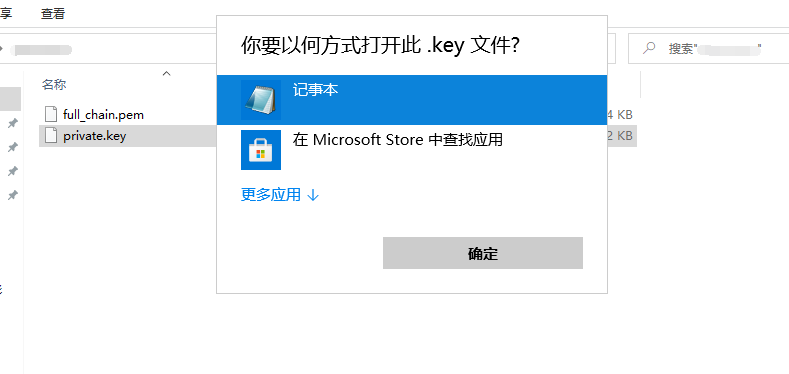 享 查看
搜索" "
名称
full_chain.pem
4 KB
private.key
2 KB
你要以何方式打开此 .key 文件?
记事本
在 Microsoft Store 中查找应用
更多应用 ↓
确定